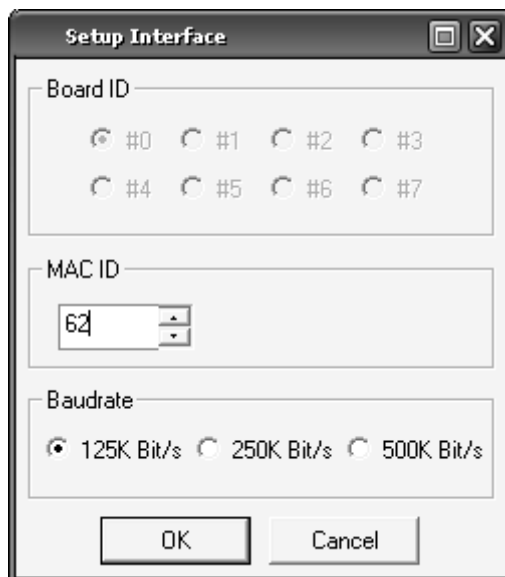 Setup Interface
Board ID
#0 #1 #2 #3
#4 #5 #6 #7
MAC ID
62
Baudrate
125K Bit/s 250K Bit/s 500K Bit/s
OK Cancel